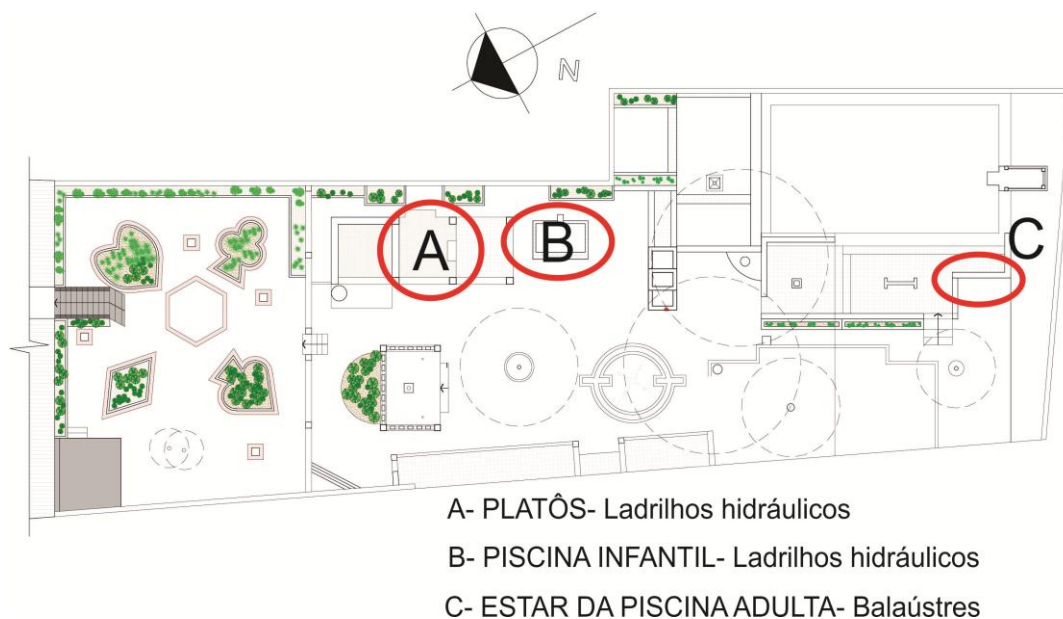 N
A
B
C
A- PLATÔS- Ladrilhos hidráulicos
B- PISCINA INFANTIL- Ladrilhos hidráulicos
C- ESTAR DA PISCINA ADULTA- Balaústres